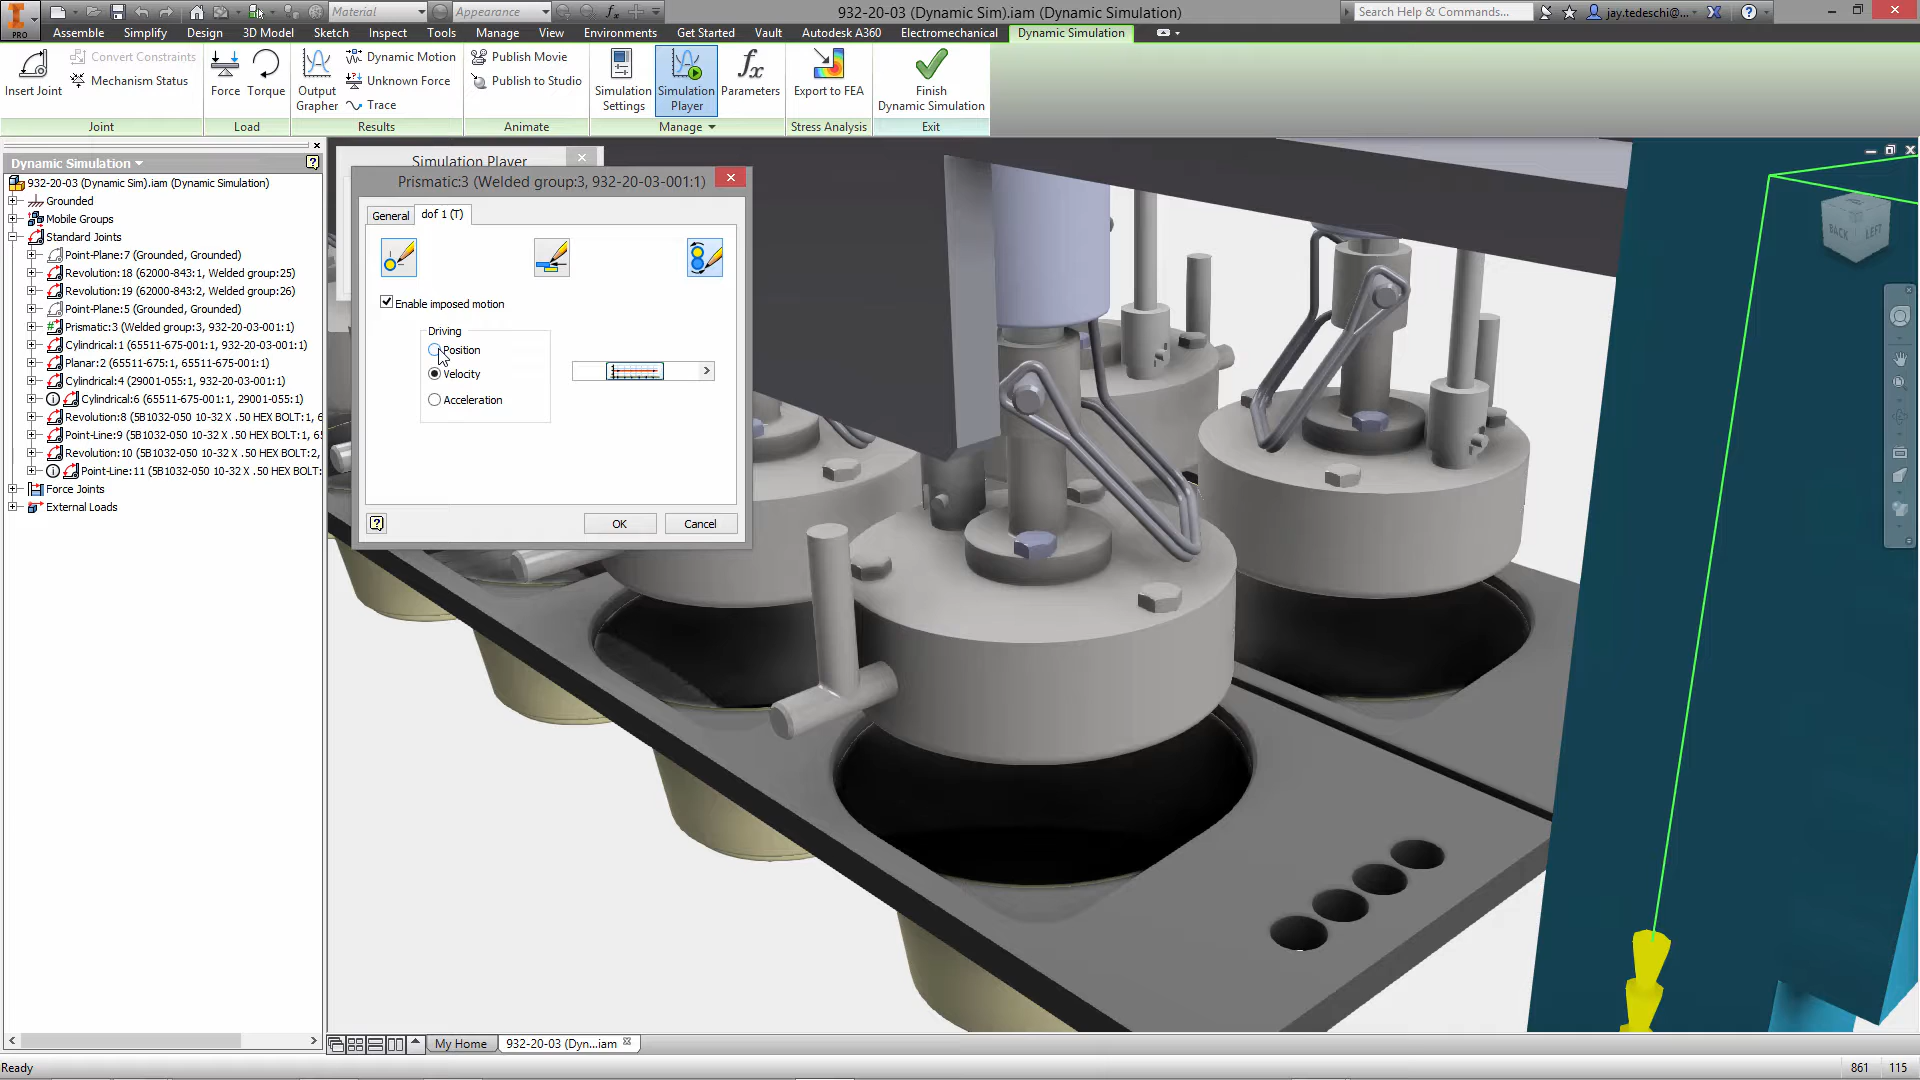 PRO
Material
Appearance
932-20-03 (Dynamic Sim).iam (Dynamic Simulation)
Search Help & Commands...
jay.tedeschi@...
Assemble Simplify Design 3D Model Sketch Inspect Tools Manage View Environments Get Started Vault Autodesk A360 Electromechanical Dynamic Simulation
Insert Joint
Convert Constraints
Mechanism Status
Joint
Force Torque
Load
Output Grapher
Dynamic Motion
Unknown Force
Trace
Results
Publish Movie
Publish to Studio
Animate
Simulation Settings
Simulation Player
Parameters
Manage
Export to FEA
Stress Analysis
Finish Dynamic Simulation
Exit
Dynamic Simulation
932-20-03 (Dynamic Sim).iam (Dynamic Simulation)
Grounded
Mobile Groups
Standard Joints
Point-Plane:7 (Grounded, Grounded)
Revolution:18 (62000-843:1, Welded group:25)
Revolution:19 (62000-843:2, Welded group:26)
Point-Plane:5 (Grounded, Grounded)
Prismatic:3 (Welded group:3, 932-20-03-001:1)
Cylindrical:1 (65511-675-001:1, 932-20-03-001:1)
Planar:2 (65511-675:1, 65511-675-001:1)
Cylindrical:4 (29001-055:1, 932-20-03-001:1)
Cylindrical:6 (65511-675-001:1, 29001-055:1)
Revolution:8 (5B1032-050 10-32 X .50 HEX BOLT:1, 6
Point-Line:9 (5B1032-050 10-32 X .50 HEX BOLT:1, 65
Revolution:10 (5B1032-050 10-32 X .50 HEX BOLT:2,
Point-Line:11 (5B1032-050 10-32 X .50 HEX BOLT:
Force Joints
External Loads
Simulation Player
Prismatic:3 (Welded group:3, 932-20-03-001:1)
General
dof 1 (T)
Enable imposed motion
Driving
Position
Velocity
Acceleration
OK
Cancel
BACK
LEFT
My Home
932-20-03 (Dyn...iam
Ready
861
115